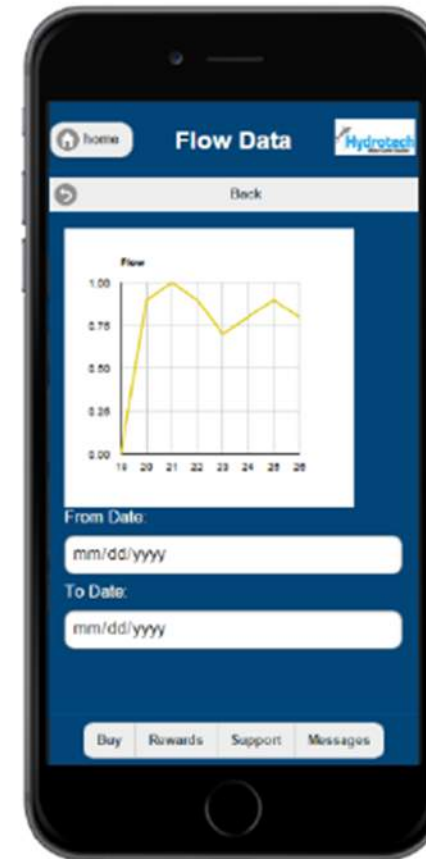 home
Flow Data
Hydrotech
Back
Flow
1.00
0.75
0.50
0.25
0.00
19 20 21 22 23 24 25 26
From Date:
mm/dd/yyyy
To Date:
mm/dd/yyyy
Buy Rewards Support Messages